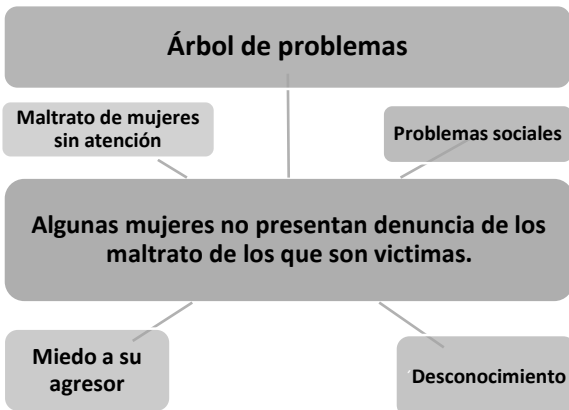 Árbol de problemas
Maltrato de mujeres
sin atención
Problemas sociales
Algunas mujeres no presentan denuncia de los
maltrato de los que son victimas.
Miedo a su
agresor
Desconocimiento